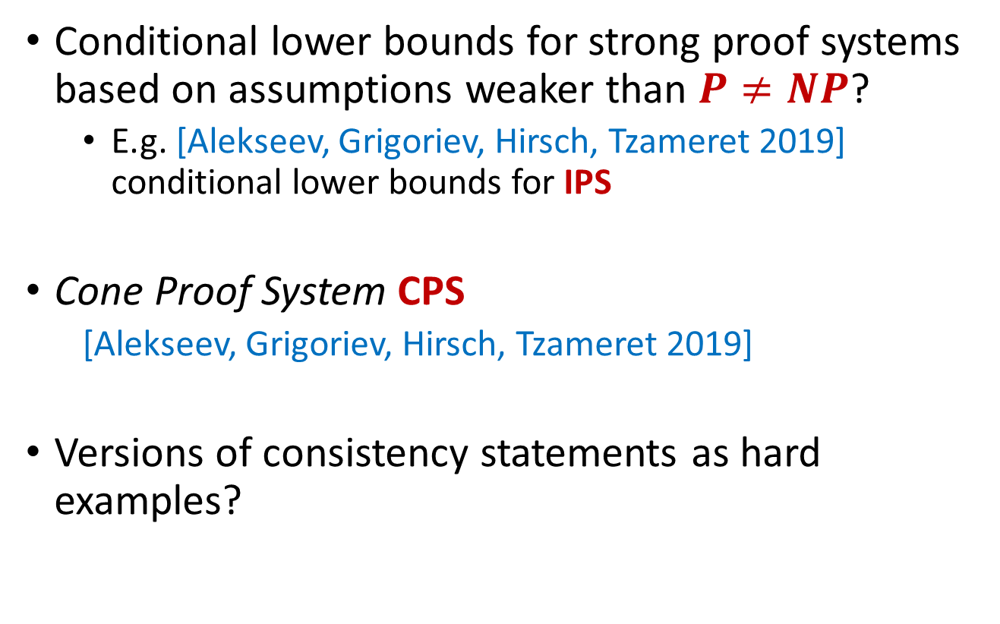 • Conditional lower bounds for strong proof systems
based on assumptions weaker than P ≠ NP?
• E.g. [Alekseev, Grigoriev, Hirsch, Tzameret 2019]
conditional lower bounds for IPS
• Cone Proof System CPS
[Alekseev, Grigoriev, Hirsch, Tzameret 2019]
• Versions of consistency statements as hard
examples?